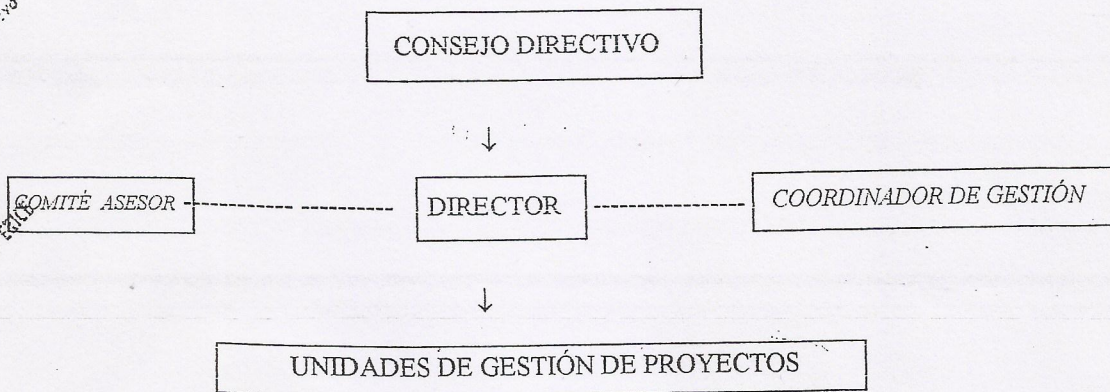 CONSEJO DIRECTIVO
COMITÉ ASESOR
DIRECTOR
COORDINADOR DE GESTIÓN
UNIDADES DE GESTIÓN DE PROYECTOS